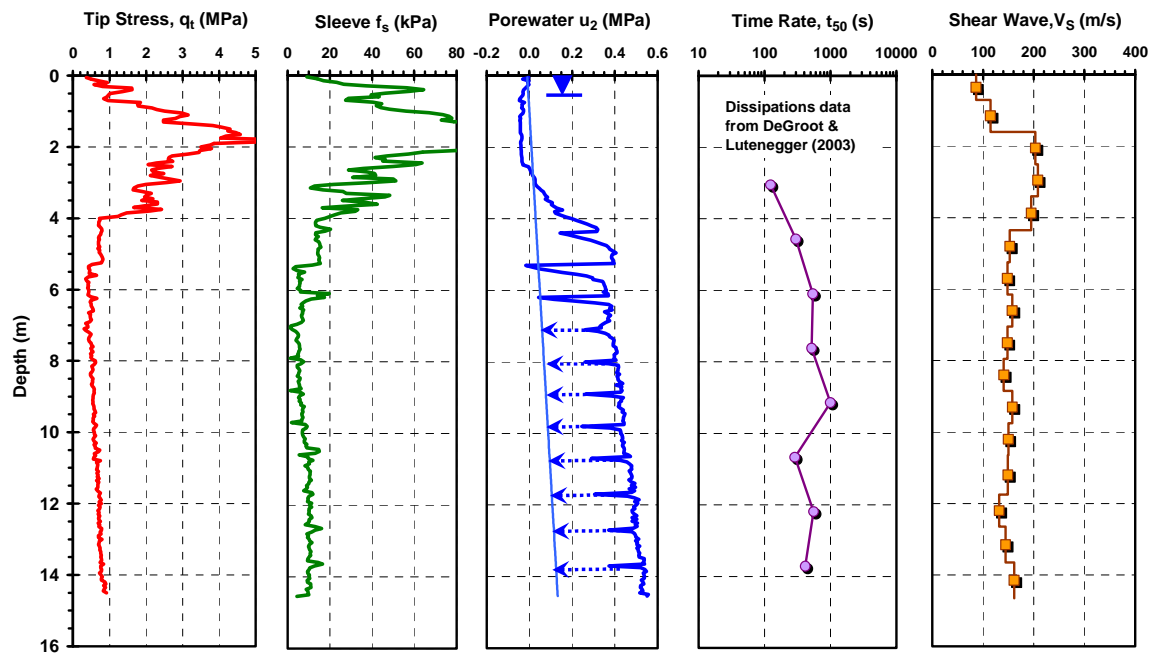 Tip Stress, qt (MPa)
0 1 2 3 4 5
Sleeve fs (kPa)
0 20 40 60 80
Porewater u2 (MPa)
-0.2 0 0.2 0.4 0.6
Time Rate, t50 (s)
10 100 1000 10000
Shear Wave,VS (m/s)
0 100 200 300 400
Depth (m)
0
2
4
6
8
10
12
14
16
Dissipations data
from DeGroot &
Lutenegger (2003)